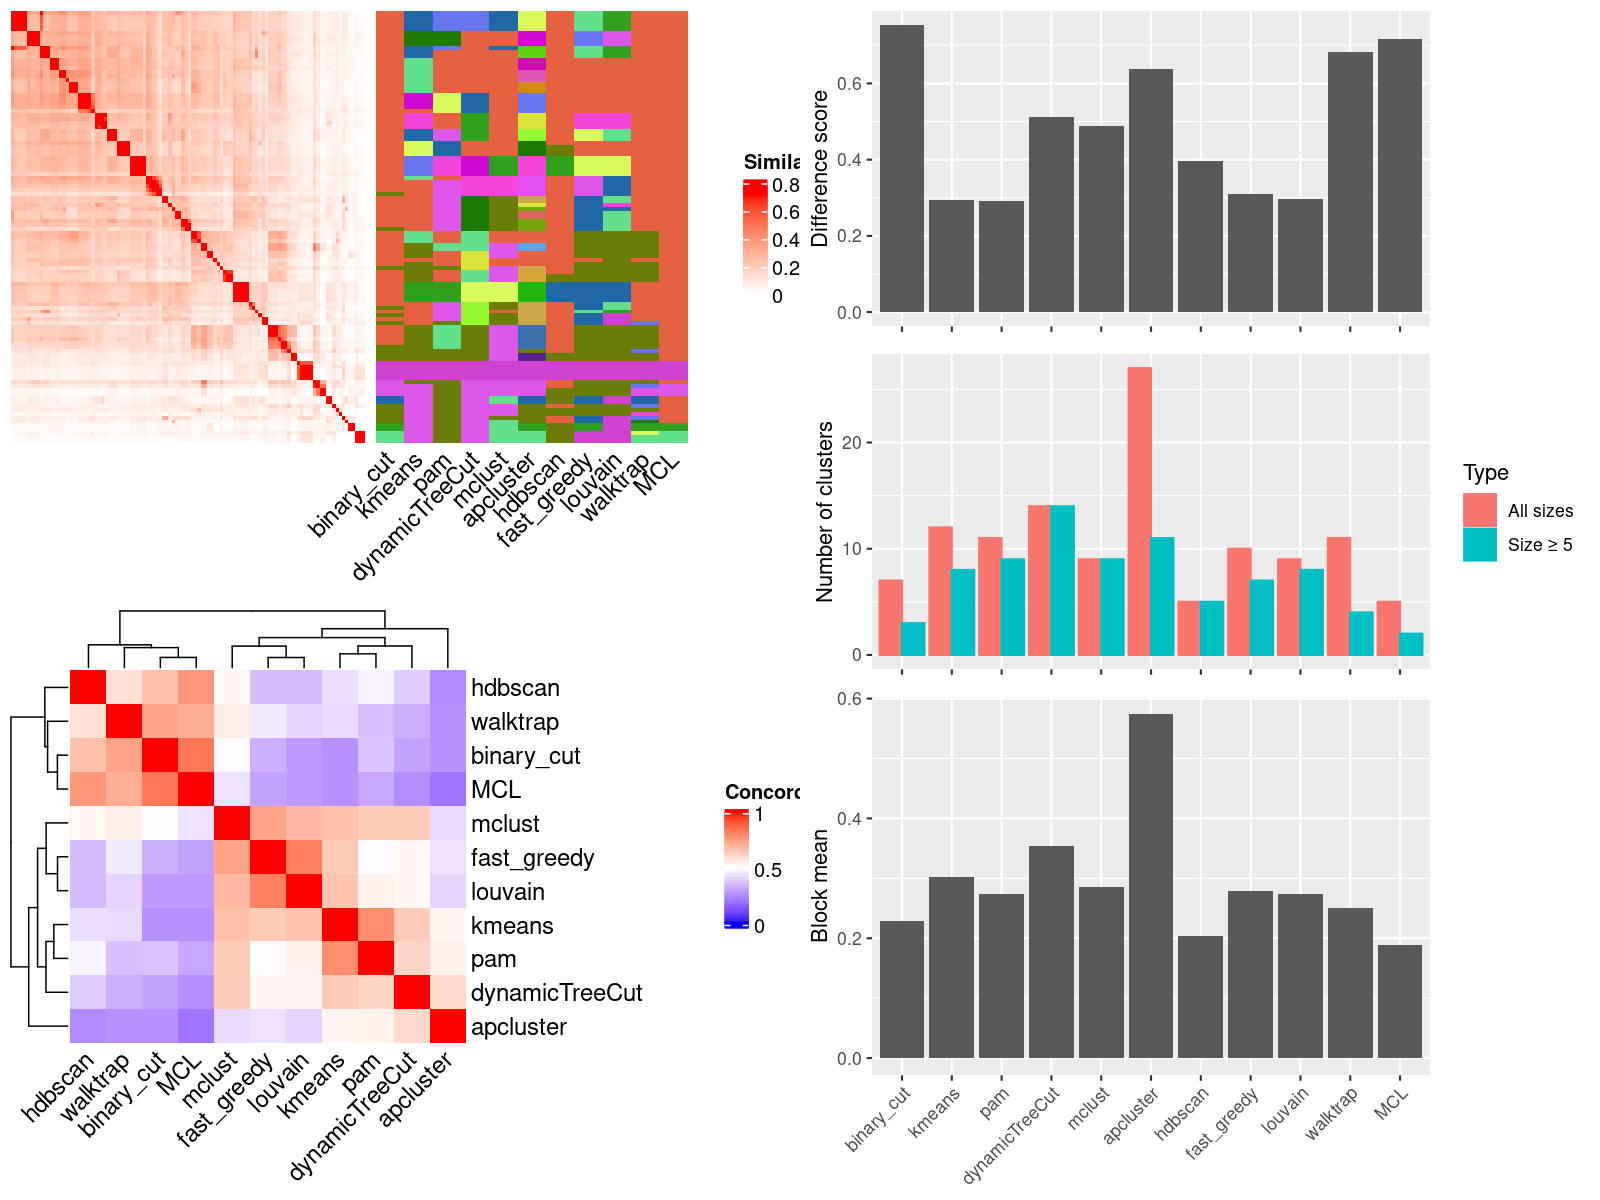 Simila
0.8
0.6
0.4
0.2
0
binary_cut
kmeans
pam
dynamicTreeCut
mclust
apcluster
hdbscan
fast_greedy
louvain
walktrap
MCL
Difference score
0.6
0.4
0.2
0.0
Number of clusters
20
10
0
Type
All sizes
Size ≥ 5
hdbscan
walktrap
binary_cut
MCL
mclust
fast_greedy
louvain
kmeans
pam
dynamicTreeCut
apcluster
hdbscan
walktrap
binary_cut
MCL
mclust
fast_greedy
louvain
kmeans
pam
dynamicTreeCut
apcluster
Concord
1
0.5
0
Block mean
0.6
0.4
0.2
0.0
binary_cut
kmeans
pam
dynamicTreeCut
mclust
apcluster
hdbscan
fast_greedy
louvain
walktrap
MCL